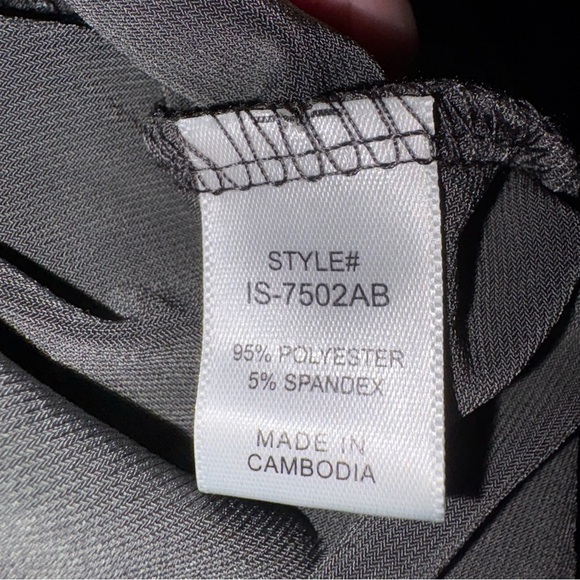 STYLE#
IS-7502AB
95% POLYESTER
5% SPANDEX
MADE IN
CAMBODIA